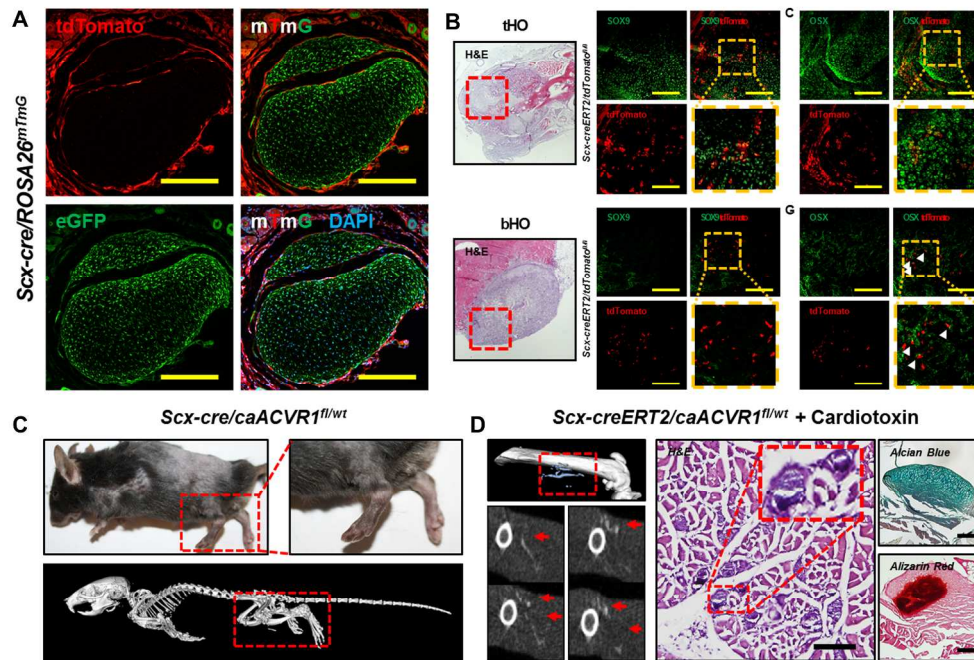 A
Scx-cre/ROSA26mTmG
tdTomato
mTmG
eGFP
mTmG DAPI
B
tHO
H&E
Scx-creERT2/tdTomatofl/fl
SOX9
SOX9 tdTomato
tdTomato
bHO
H&E
Scx-creERT2/tdTomatofl/fl
SOX9
SOX9 tdTomato
tdTomato
C
OSX
OSX tdTomato
tdTomato
G
OSX
OSX tdTomato
tdTomato
C
Scx-cre/caACVR1fl/wt
D
Scx-creERT2/caACVR1fl/wt + Cardiotoxin
H&E
Alcian Blue
Alizarin Red